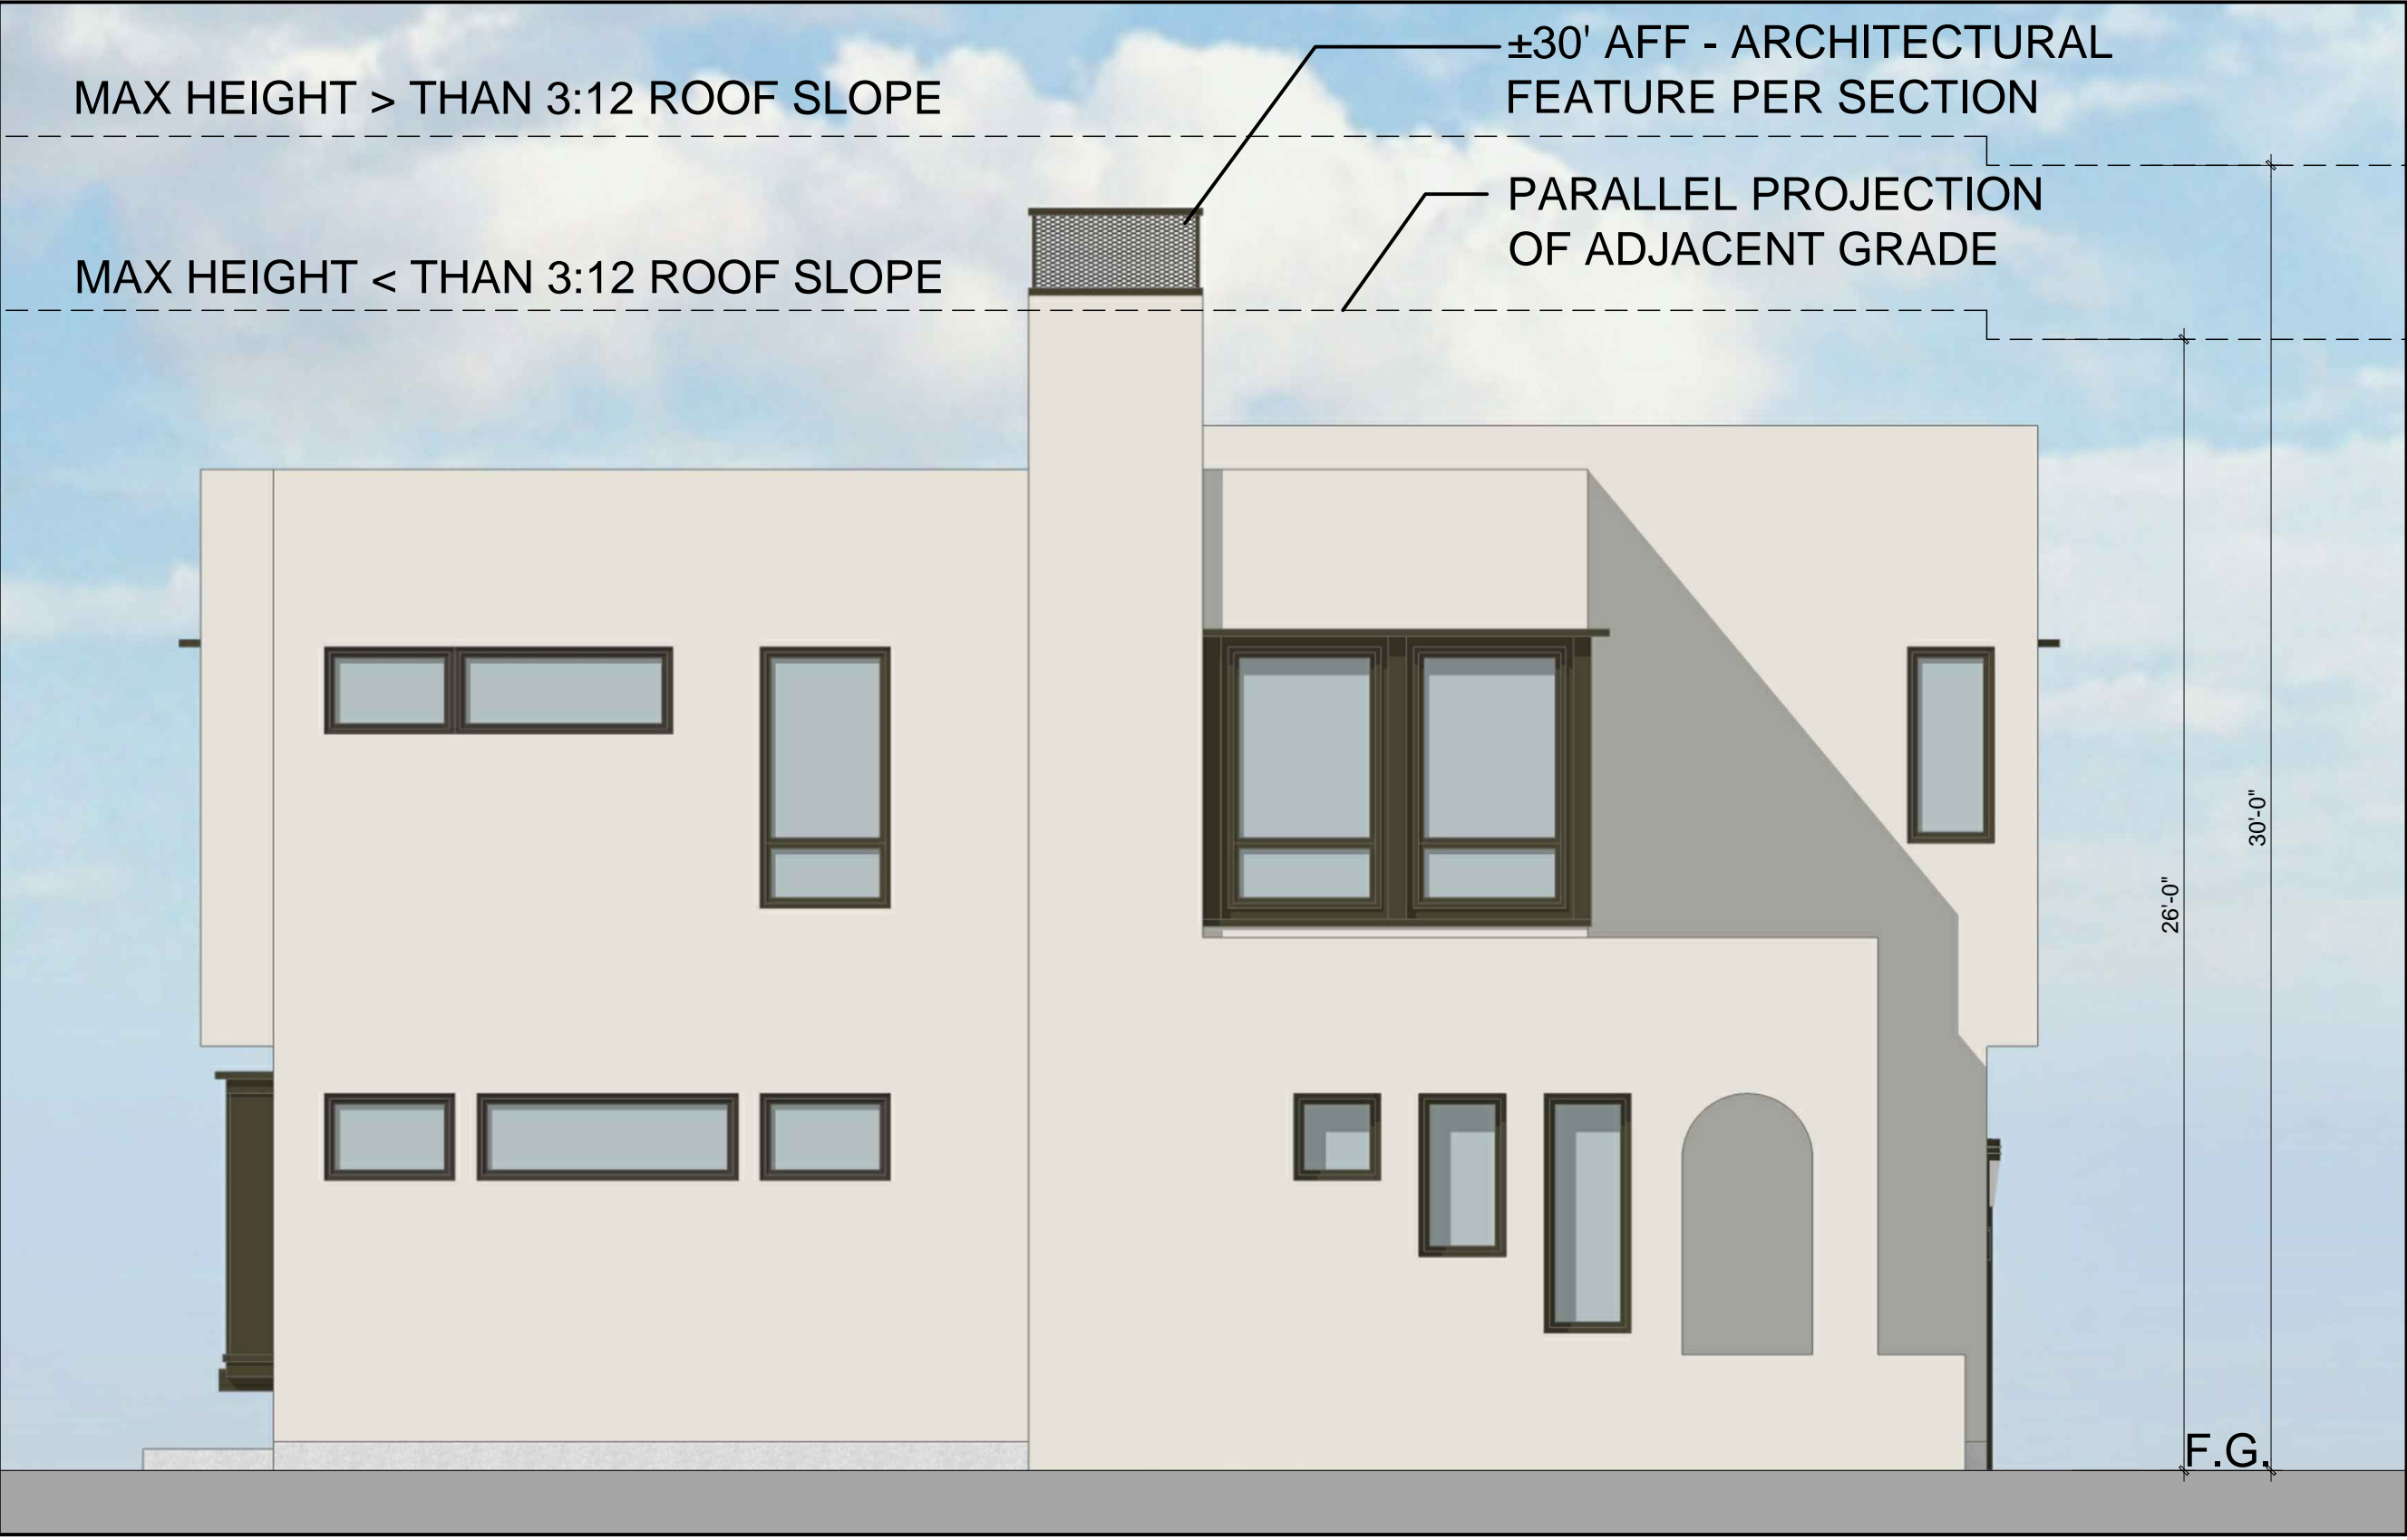 ±30' AFF - ARCHITECTURAL
FEATURE PER SECTION
MAX HEIGHT > THAN 3:12 ROOF SLOPE
PARALLEL PROJECTION
OF ADJACENT GRADE
MAX HEIGHT < THAN 3:12 ROOF SLOPE
30'-0"
26'-0"
F.G.